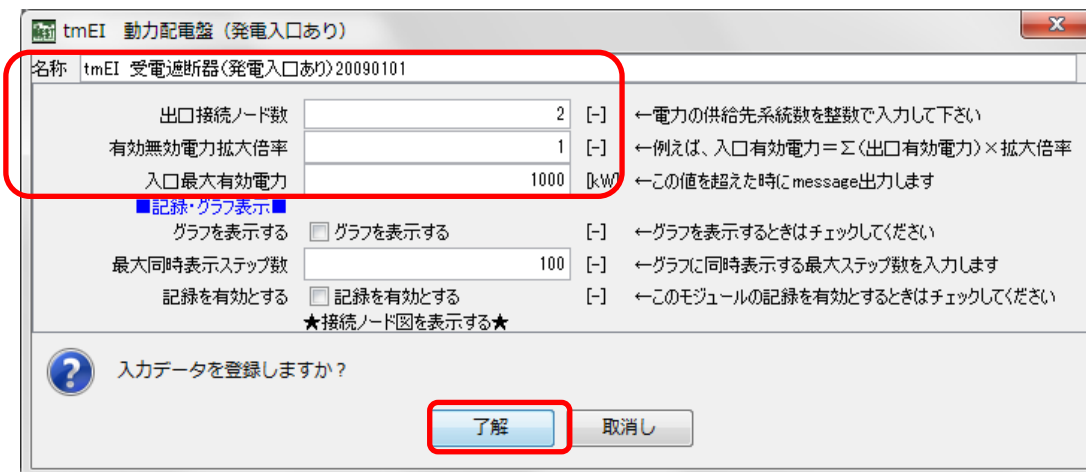 tmEI 動力配電盤（発電入口あり）
名称 tmEI 受電遮断器(発電入口あり)20090101
出口接続ノード数 2 [-] ←電力の供給先系統数を整数で入力して下さい
有効無効電力拡大倍率 1 [-] ←例えば、入口有効電力＝Σ(出口有効電力)×拡大倍率
入口最大有効電力 1000 [kW] ←この値を超えた時にmessage出力します
■記録・グラフ表示■
グラフを表示する グラフを表示する [-] ←グラフを表示するときはチェックしてください
最大同時表示ステップ数 100 [-] ←グラフに同時表示する最大ステップ数を入力します
記録を有効とする 記録を有効とする [-] ←このモジュールの記録を有効とするときはチェックしてください
★接続ノード図を表示する★
入力データを登録しますか？
了解 取消し